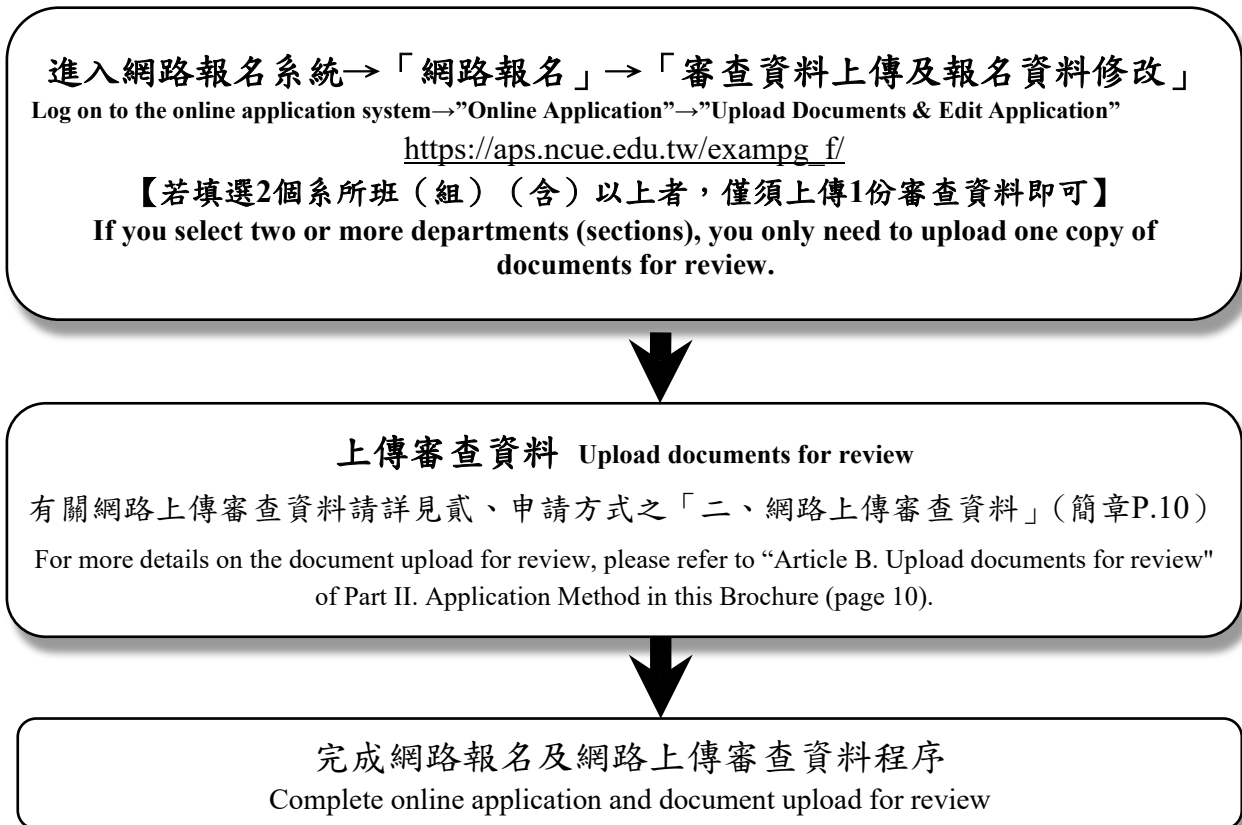 進入網路報名系統→「網路報名」→「審查資料上傳及報名資料修改」
Log on to the online application system→”Online Application”→”Upload Documents & Edit Application”
https://aps.ncue.edu.tw/exampg_f/
【若填選2個系所班（組）（含）以上者，僅須上傳1份審查資料即可】
If you select two or more departments (sections), you only need to upload one copy of
documents for review.
上傳審查資料 Upload documents for review
有關網路上傳審查資料請詳見貳、申請方式之「二、網路上傳審查資料」（簡章P.10）
For more details on the document upload for review, please refer to “Article B. Upload documents for review"
of Part II. Application Method in this Brochure (page 10).
完成網路報名及網路上傳審查資料程序
Complete online application and document upload for review